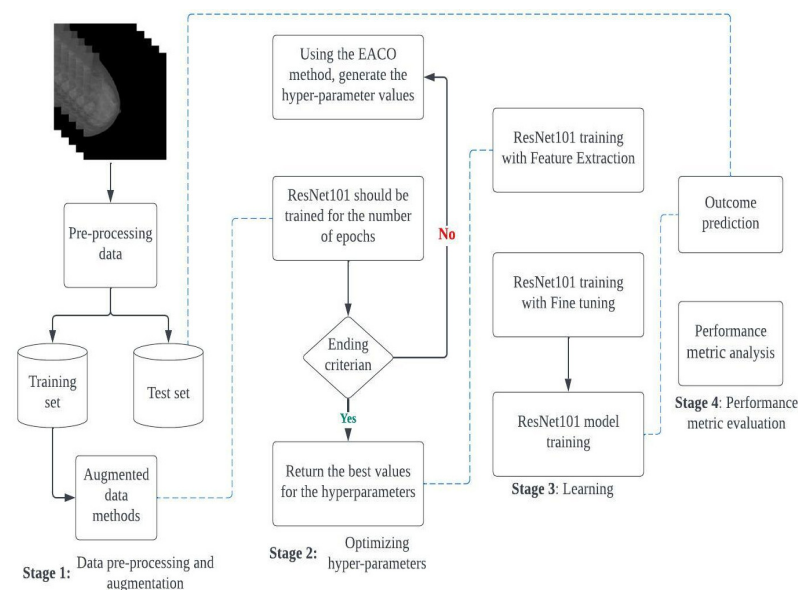 Pre-processing
data
Training
set
Test set
Augmented
data
methods
Stage 1: Data pre-processing and
augmentation
Using the EACO
method, generate the
hyper-parameter values
ResNet101 should be
trained for the number
of epochs
No
Ending
criterian
Yes
Return the best values
for the hyperparameters
Stage 2: Optimizing
hyper-parameters
ResNet101 training
with Feature Extraction
ResNet101 training
with Fine tuning
ResNet101 model
training
Stage 3: Learning
Outcome
prediction
Performance
metric analysis
Stage 4: Performance
metric evaluation